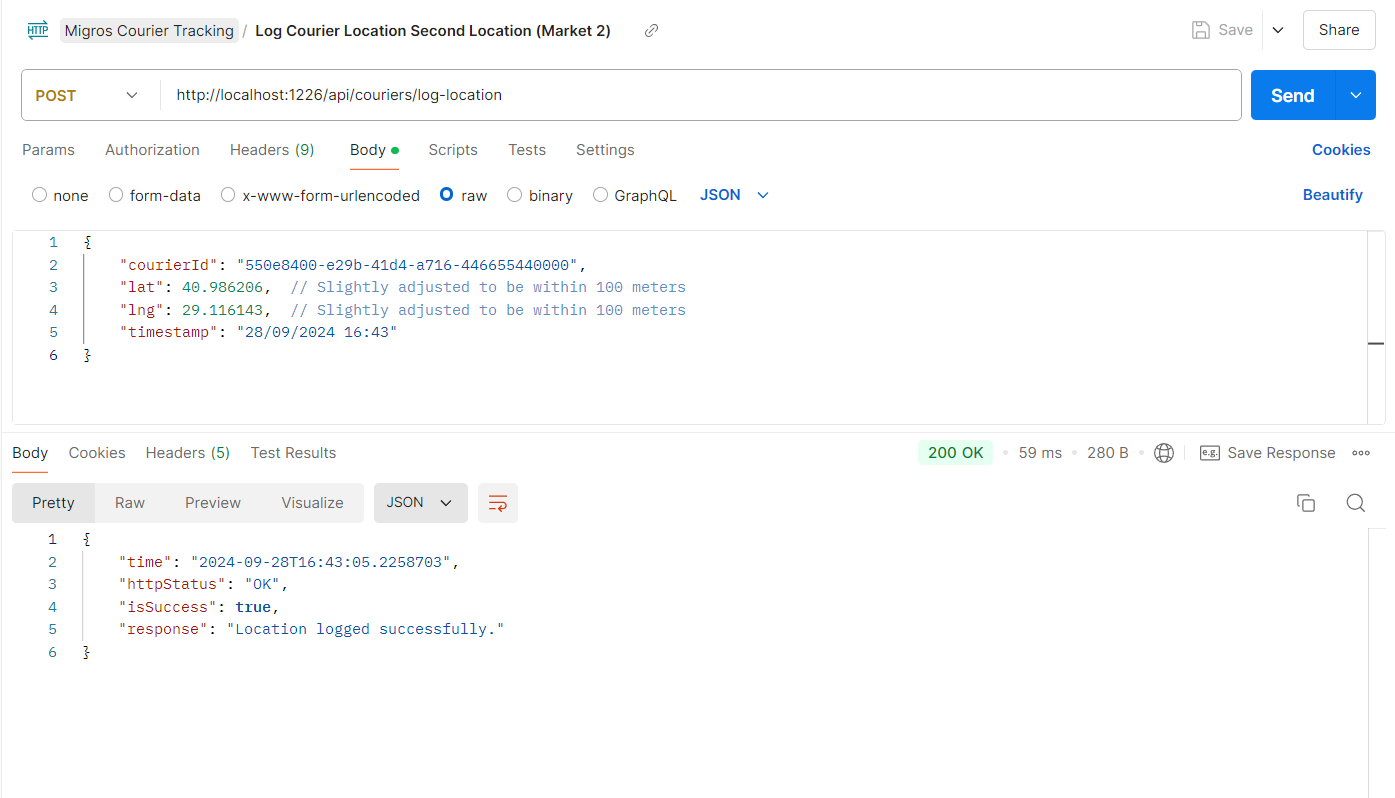 HTTP Migros Courier Tracking / Log Courier Location Second Location (Market 2) Save Share
POST http://localhost:1226/api/couriers/log-location Send
Params Authorization Headers (9) Body Scripts Tests Settings Cookies
none form-data x-www-form-urlencoded raw binary GraphQL JSON Beautify
1 {
2 "courierId": "550e8400-e29b-41d4-a716-446655440000",
3 "lat": 40.986206, // Slightly adjusted to be within 100 meters
4 "lng": 29.116143, // Slightly adjusted to be within 100 meters
5 "timestamp": "28/09/2024 16:43"
6 }
Body Cookies Headers (5) Test Results 200 OK 59 ms 280 B e.g. Save Response
Pretty Raw Preview Visualize JSON
1 {
2 "time": "2024-09-28T16:43:05.2258703",
3 "httpStatus": "OK",
4 "isSuccess": true,
5 "response": "Location logged successfully."
6 }